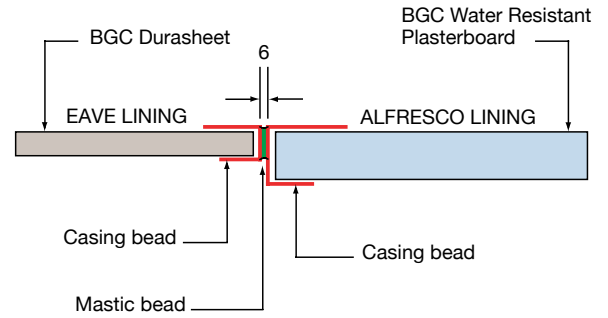 BGC Durasheet
BGC Water Resistant
Plasterboard
6
EAVE LINING
ALFRESCO LINING
Casing bead
Casing bead
Mastic bead